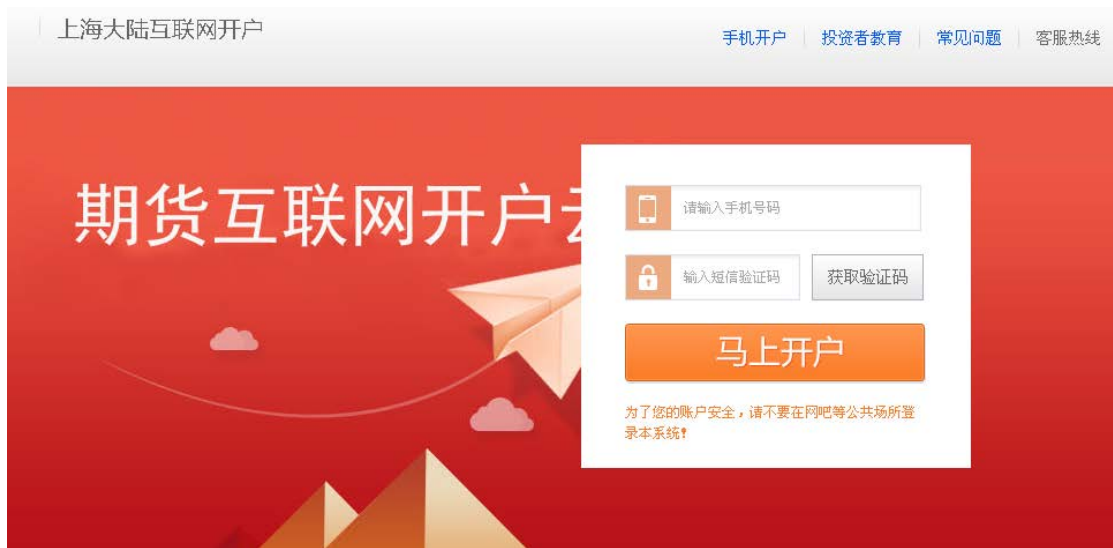 上海大陆互联网开户
手机开户
投资者教育
常见问题
客服热线
期货互联网开户
请输入手机号码
输入短信验证码
获取验证码
马上开户
为了您的账户安全，请不要在网吧等公共场所登
录本系统！